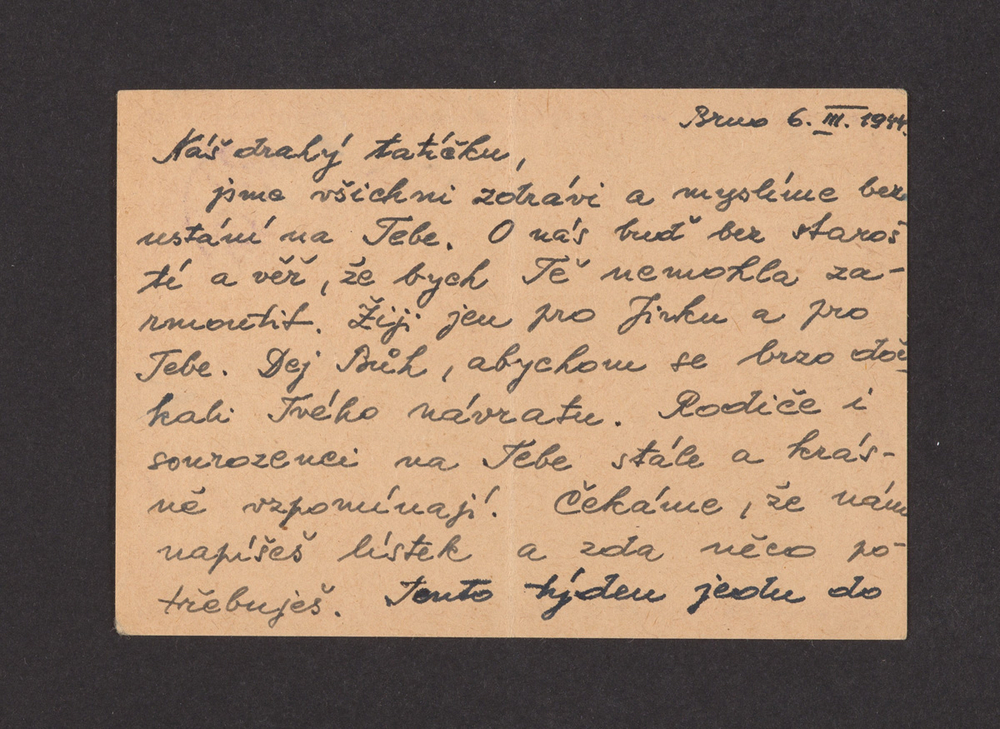 Brno 6. III. 1944.
Náš drahý tatíčku,
jsme všichni zdrávi a myslíme bez
ustání na Tebe. O nás buď bez staros
tí a věř, že bych Tě nemohla za-
rmoutit. Žiji jen pro Jirku a pro
Tebe. Dej Bůh, abychom se brzo doč
kali Tvého návratu. Rodiče i
sourozenci na Tebe stále a krás-
ně vzpomínají. Čekáme, že nám
napíšeš lístek a zda něco po-
třebuješ. Tento týden jedu do